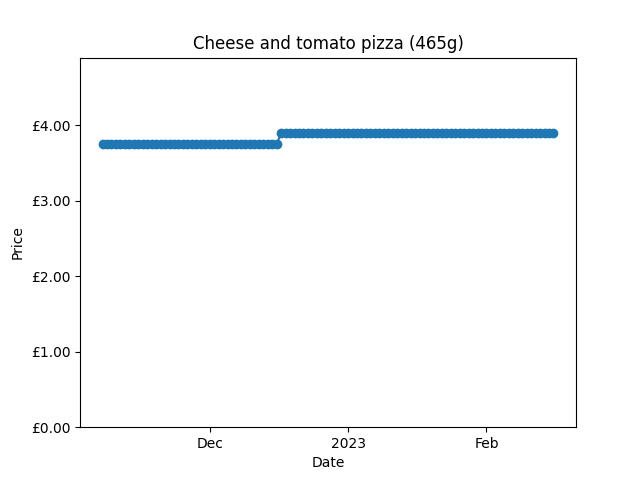 Cheese and tomato pizza (465g)
£4.00
£3.00
£2.00
£1.00
£0.00
Price
Dec
2023
Feb
Date